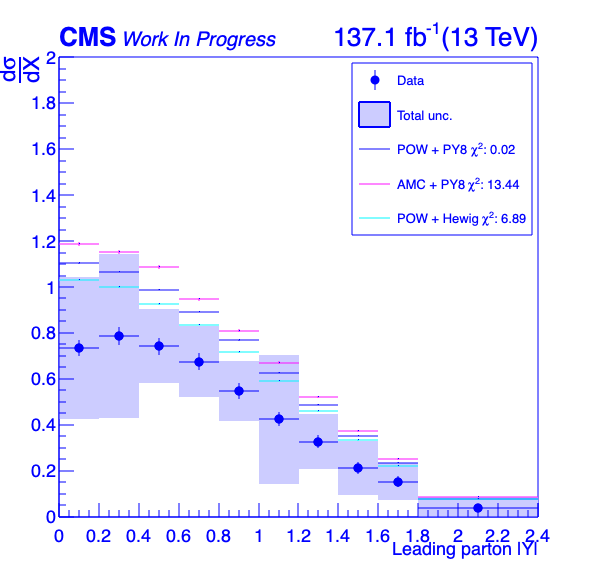 CMS Work In Progress 137.1 fb⁻¹(13 TeV)
dσ
dX
2
1.8
1.6
1.4
1.2
1
0.8
0.6
0.4
0.2
0
Data
Total unc.
POW + PY8 χ²: 0.02
AMC + PY8 χ²: 13.44
POW + Hewig χ²: 6.89
0 0.2 0.4 0.6 0.8 1 1.2 1.4 1.6 1.8 2 2.2 2.4
Leading parton |Y|